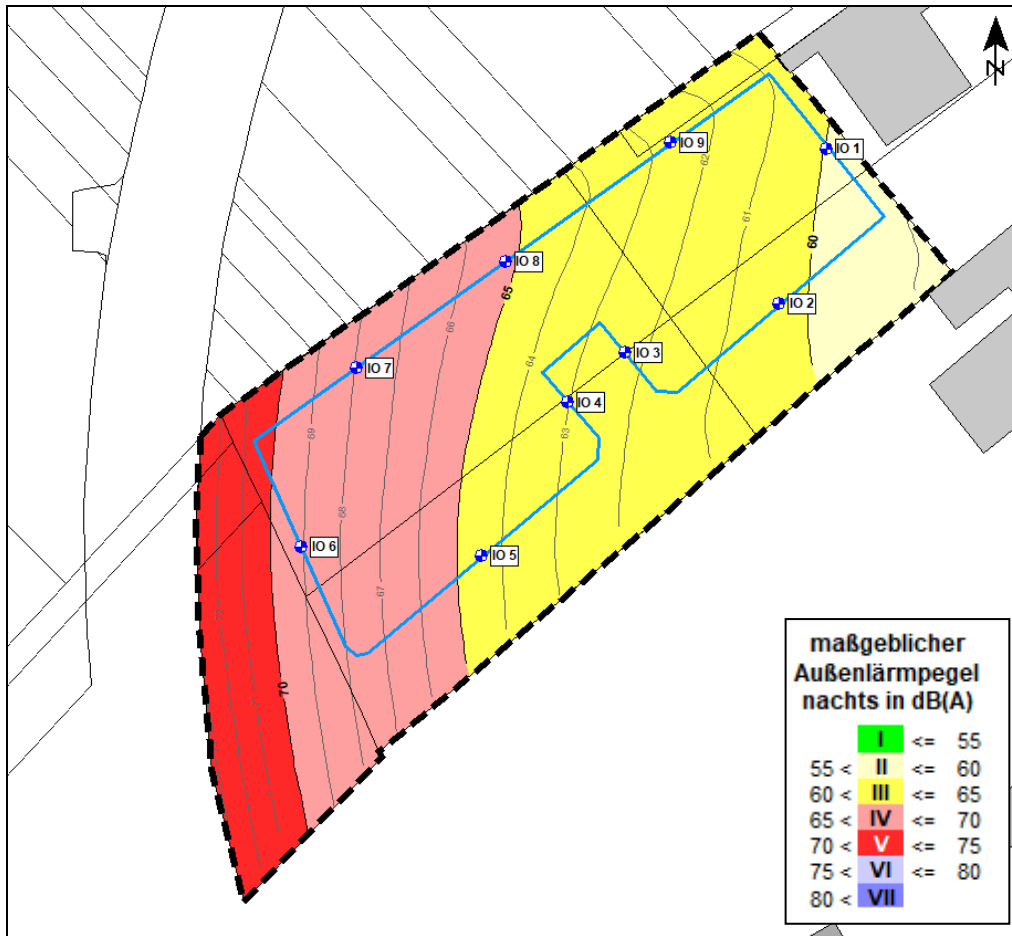 N
IO 1
IO 9
62
61
60
IO 8
IO 2
65
66
IO 3
64
IO 7
IO 4
63
69
68
IO 6
IO 5
67
70
maßgeblicher
Außenlärmpegel
nachts in dB(A)
I <= 55
55 < II <= 60
60 < III <= 65
65 < IV <= 70
70 < V <= 75
75 < VI <= 80
80 < VII